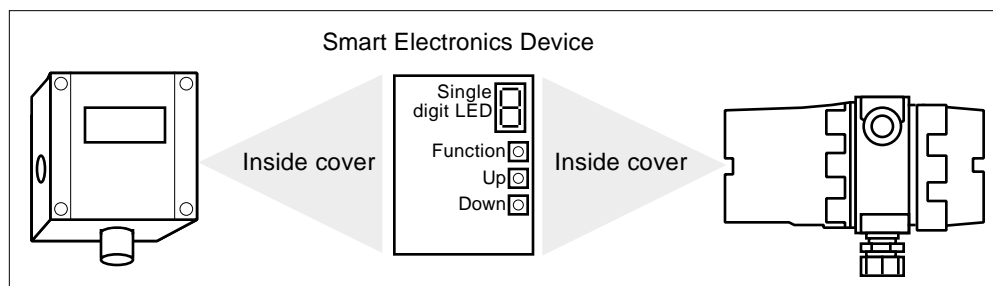 Smart Electronics Device
Single
digit LED
Function
Up
Down
Inside cover
Inside cover